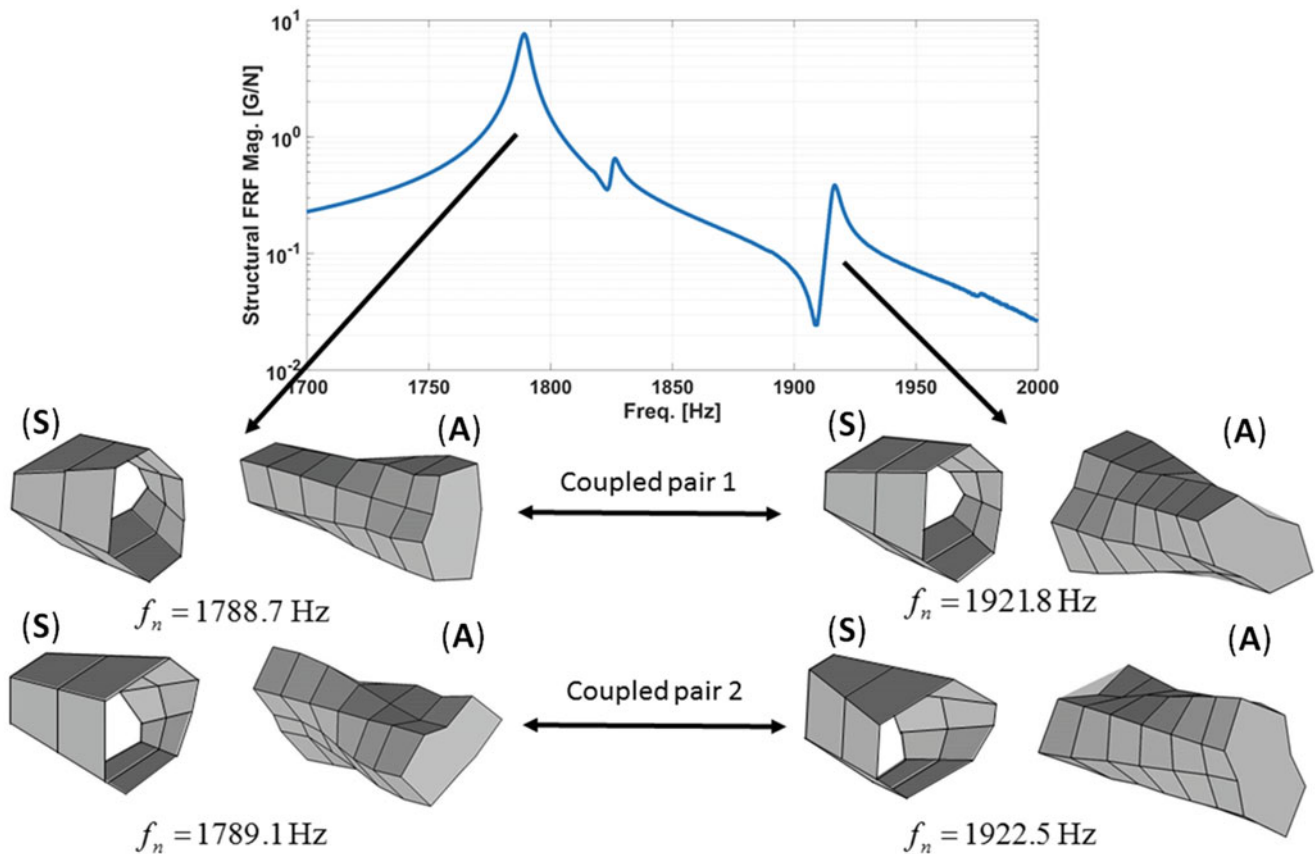 Structural FRF Mag. [G/N]
10^1
10^0
10^-1
10^-2
1700 1750 1800 1850 1900 1950 2000
Freq. [Hz]
(S) (A) (S) (A)
Coupled pair 1
f_n = 1788.7 Hz f_n = 1921.8 Hz
(S) (A) (S) (A)
Coupled pair 2
f_n = 1789.1 Hz f_n = 1922.5 Hz